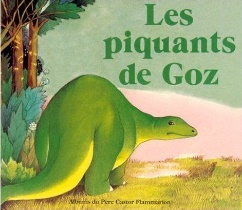 Les
piquants
de Goz
Albums du Père Castor Flammarion